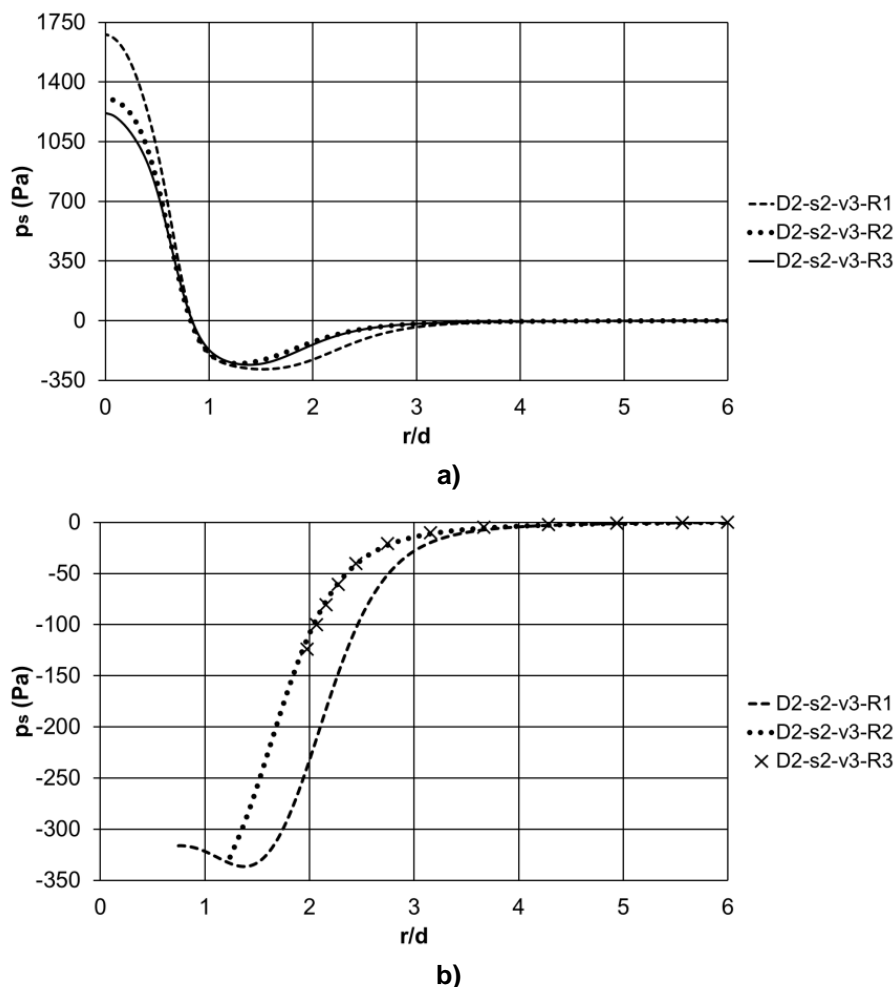 1750
1400
1050
700
350
0
-350
ps (Pa)
0 1 2 3 4 5 6
r/d
D2-s2-v3-R1
D2-s2-v3-R2
D2-s2-v3-R3
a)
0
-50
-100
-150
-200
-250
-300
-350
ps (Pa)
0 1 2 3 4 5 6
r/d
D2-s2-v3-R1
D2-s2-v3-R2
D2-s2-v3-R3
b)